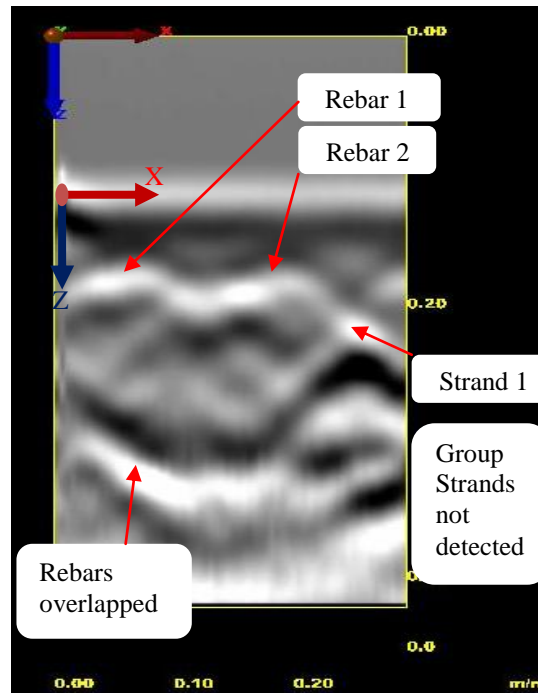 X
0.00
Rebar 1
Rebar 2
X
Z
0.20
Strand 1
Group
Strands
not
detected
Rebars
overlapped
0.0
0.00 0.10 0.20